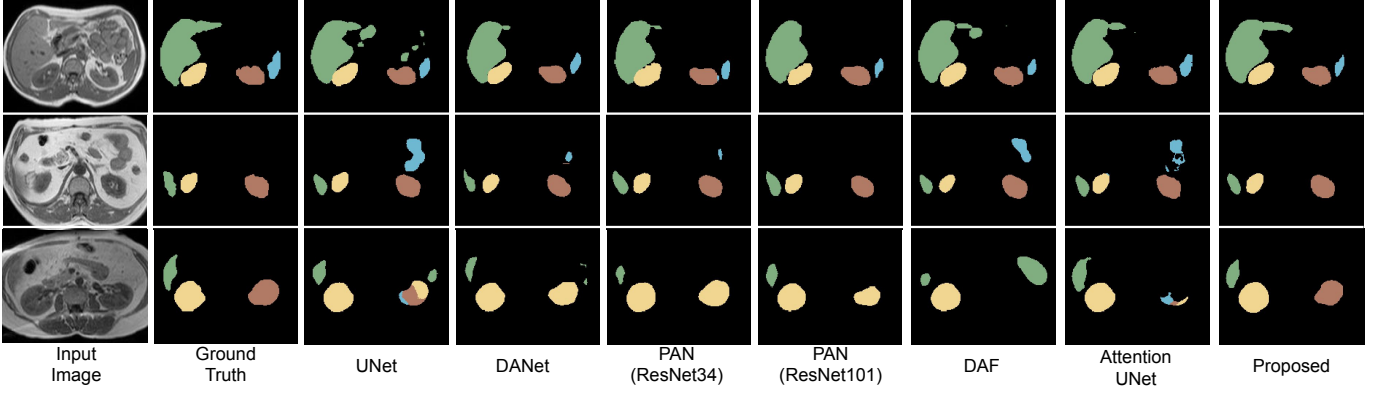 Input
Image
Ground
Truth
UNet
DANet
PAN
(ResNet34)
PAN
(ResNet101)
DAF
Attention
UNet
Proposed